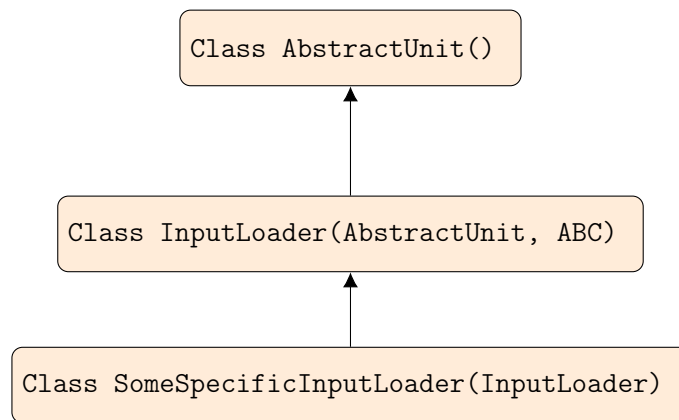 Class AbstractUnit()
Class InputLoader(AbstractUnit, ABC)
Class SomeSpecificInputLoader(InputLoader)